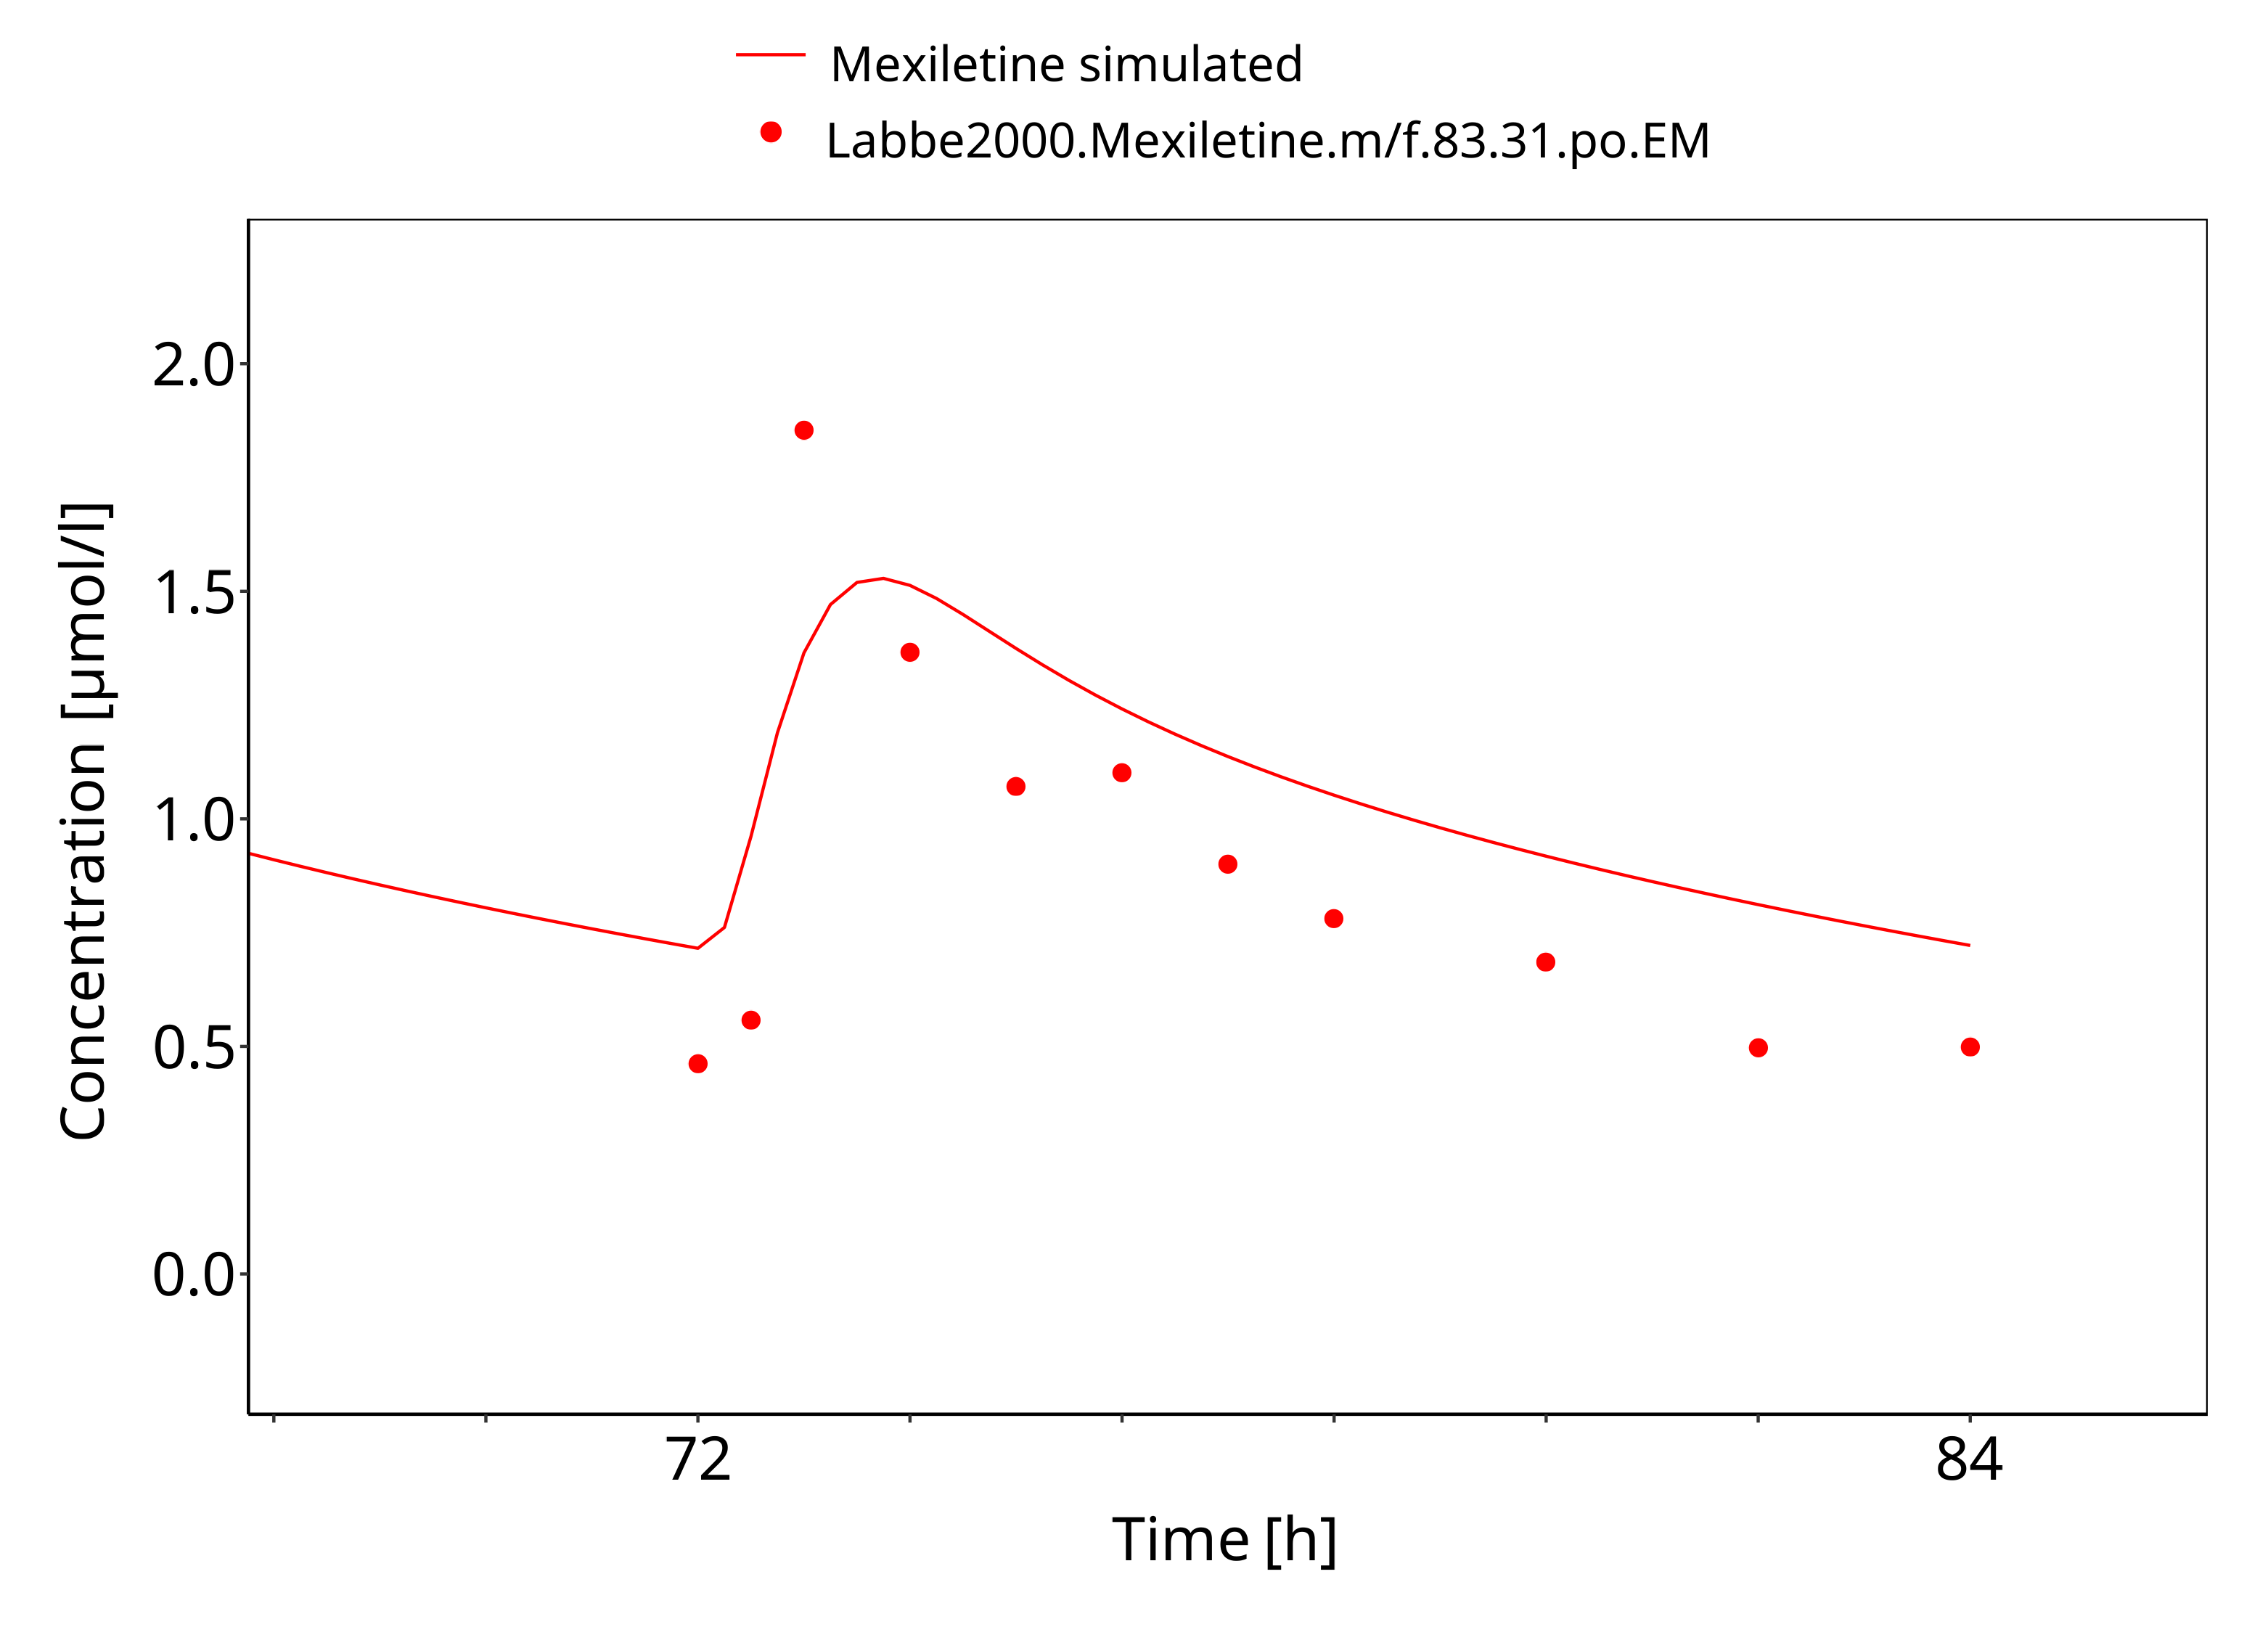 Mexiletine simulated
Labbe2000.Mexiletine.m/f.83.31.po.EM
Concentration [µmol/l]
2.0
1.5
1.0
0.5
0.0
72
84
Time [h]